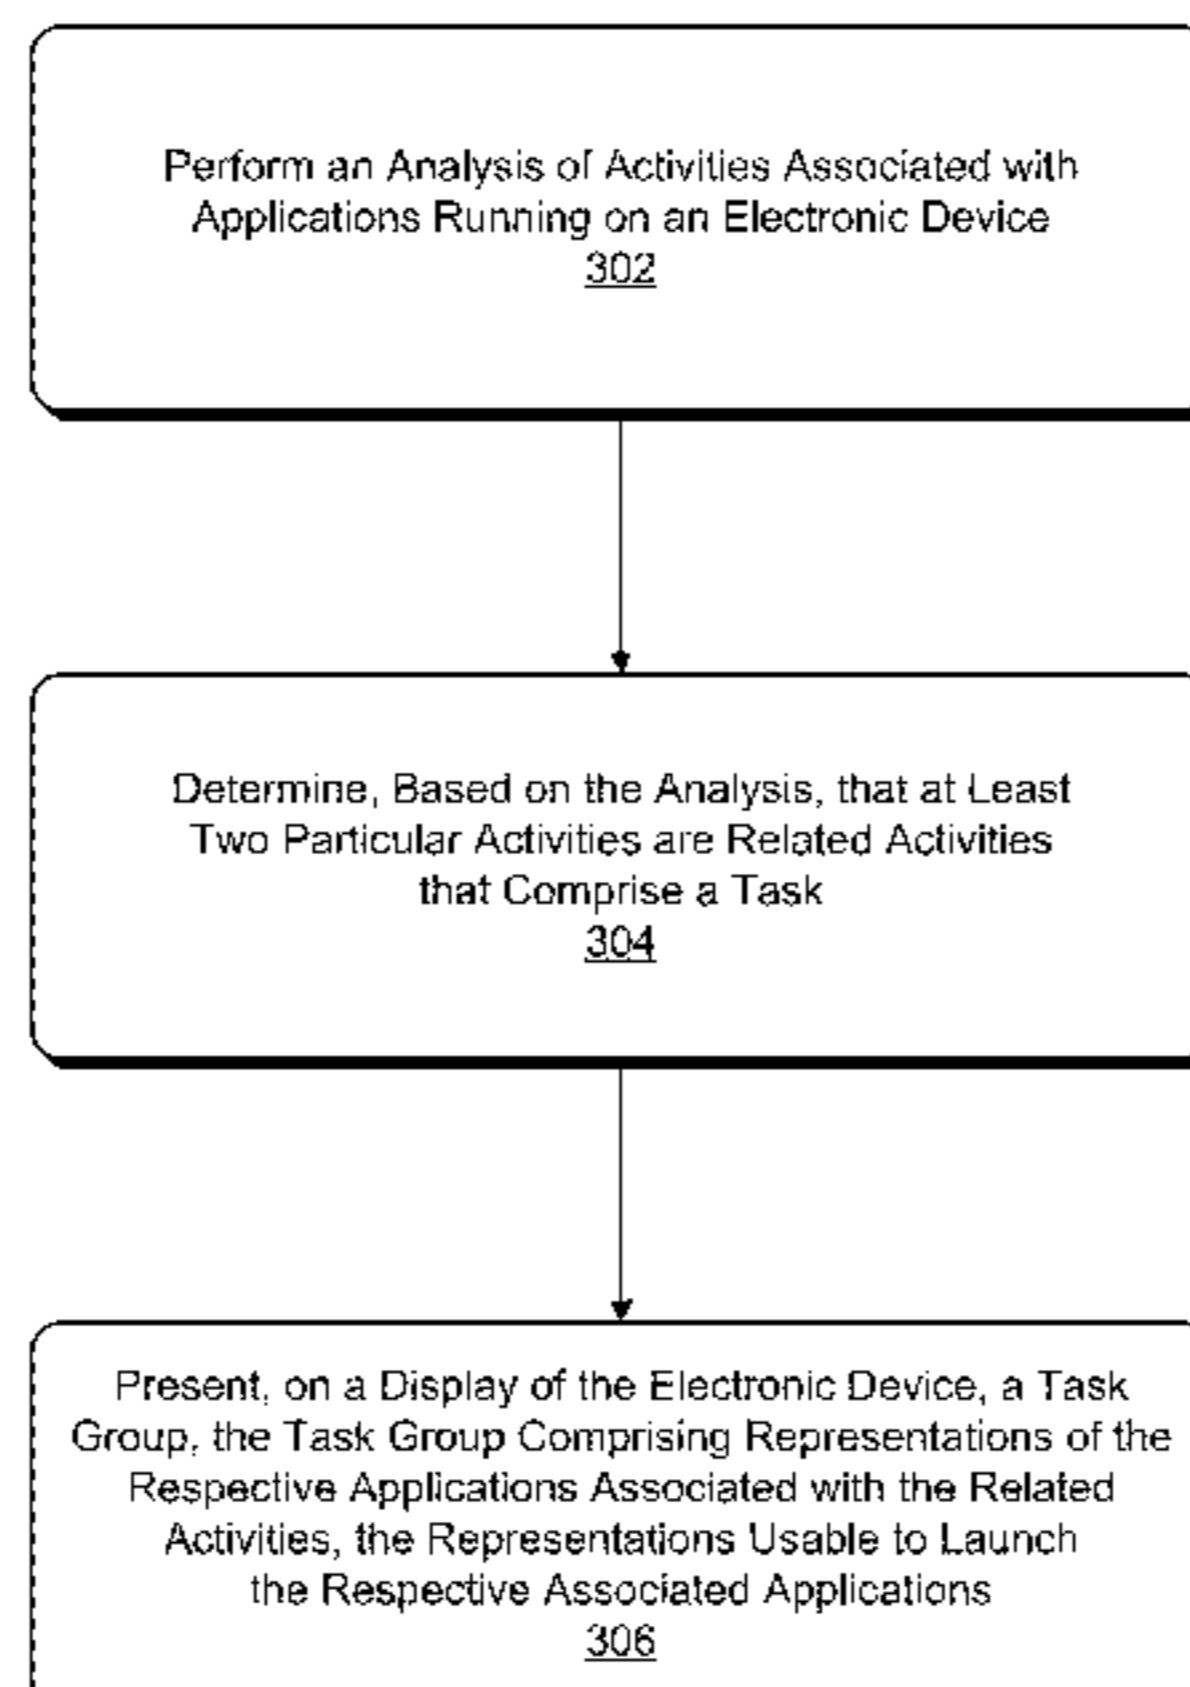 Perform an Analysis of Activities Associated with
Applications Running on an Electronic Device
302
Determine, Based on the Analysis, that at Least
Two Particular Activities are Related Activities
that Comprise a Task
304
Present, on a Display of the Electronic Device, a Task
Group, the Task Group Comprising Representations of the
Respective Applications Associated with the Related
Activities, the Representations Usable to Launch
the Respective Associated Applications
306